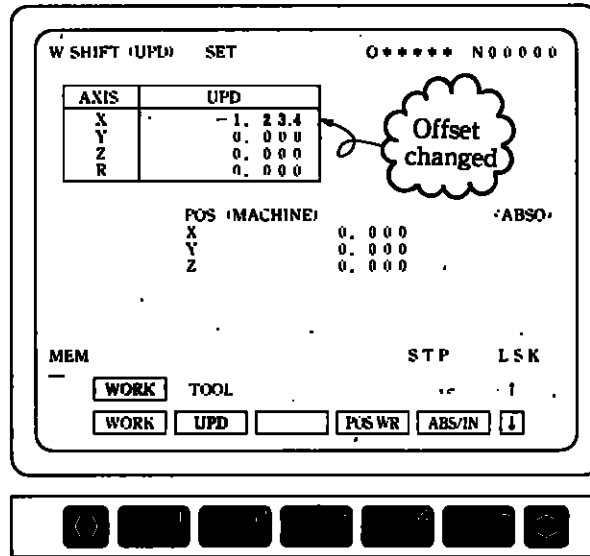 W SHIFT (UPD) SET O***** N00000
AXIS UPD
X -1. 234
Y 0. 000
Z 0. 000
R 0. 000
Offset
changed
POS (MACHINE) (ABSO)
X 0. 000
Y 0. 000
Z 0. 000
MEM STP LSK
WORK TOOL ↑
WORK UPD POS WR ABS/IN ↓